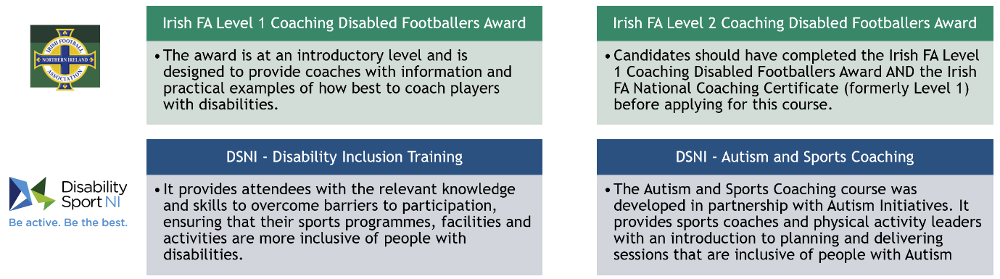 IRISH FOOTBALL
NORTHERN IRELAND
ASSOCIATION
Irish FA Level 1 Coaching Disabled Footballers Award
•The award is at an introductory level and is
designed to provide coaches with information and
practical examples of how best to coach players
with disabilities.
Irish FA Level 2 Coaching Disabled Footballers Award
•Candidates should have completed the Irish FA Level
1 Coaching Disabled Footballers Award AND the Irish
FA National Coaching Certificate (formerly Level 1)
before applying for this course.
Disability
Sport NI
Be active. Be the best.
DSNI - Disability Inclusion Training
•It provides attendees with the relevant knowledge
and skills to overcome barriers to participation,
ensuring that their sports programmes, facilities and
activities are more inclusive of people with
disabilities.
DSNI - Autism and Sports Coaching
•The Autism and Sports Coaching course was
developed in partnership with Autism Initiatives. It
provides sports coaches and physical activity leaders
with an introduction to planning and delivering
sessions that are inclusive of people with Autism